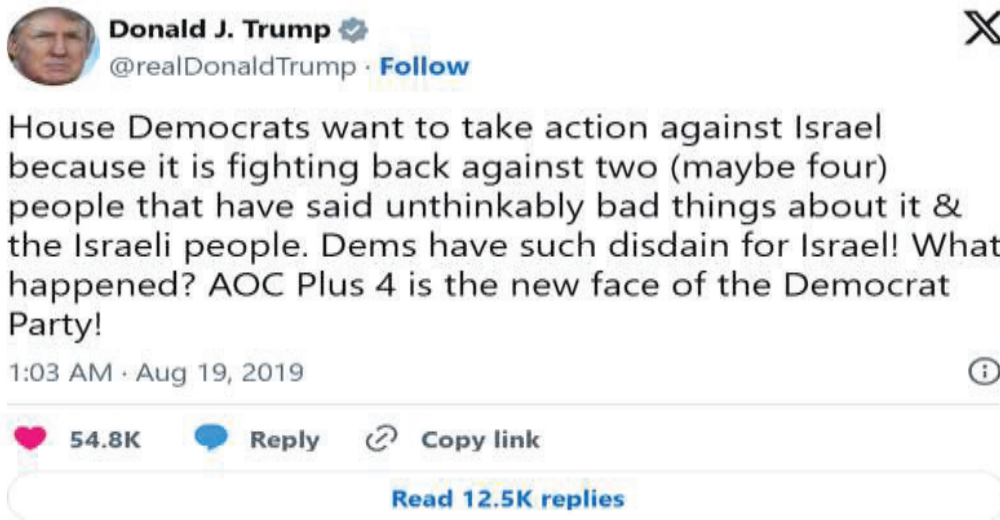 Donald J. Trump
@realDonaldTrump · Follow
House Democrats want to take action against Israel
because it is fighting back against two (maybe four)
people that have said unthinkably bad things about it &
the Israeli people. Dems have such disdain for Israel! What
happened? AOC Plus 4 is the new face of the Democrat
Party!
1:03 AM · Aug 19, 2019
54.8K Reply Copy link
Read 12.5K replies